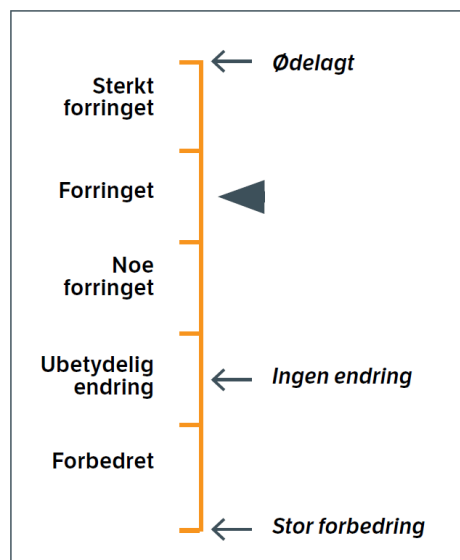 Ødelagt
Sterkt
forringet
Forringet
Noe
forringet
Ubetydelig
endring
Ingen endring
Forbedret
Stor forbedring